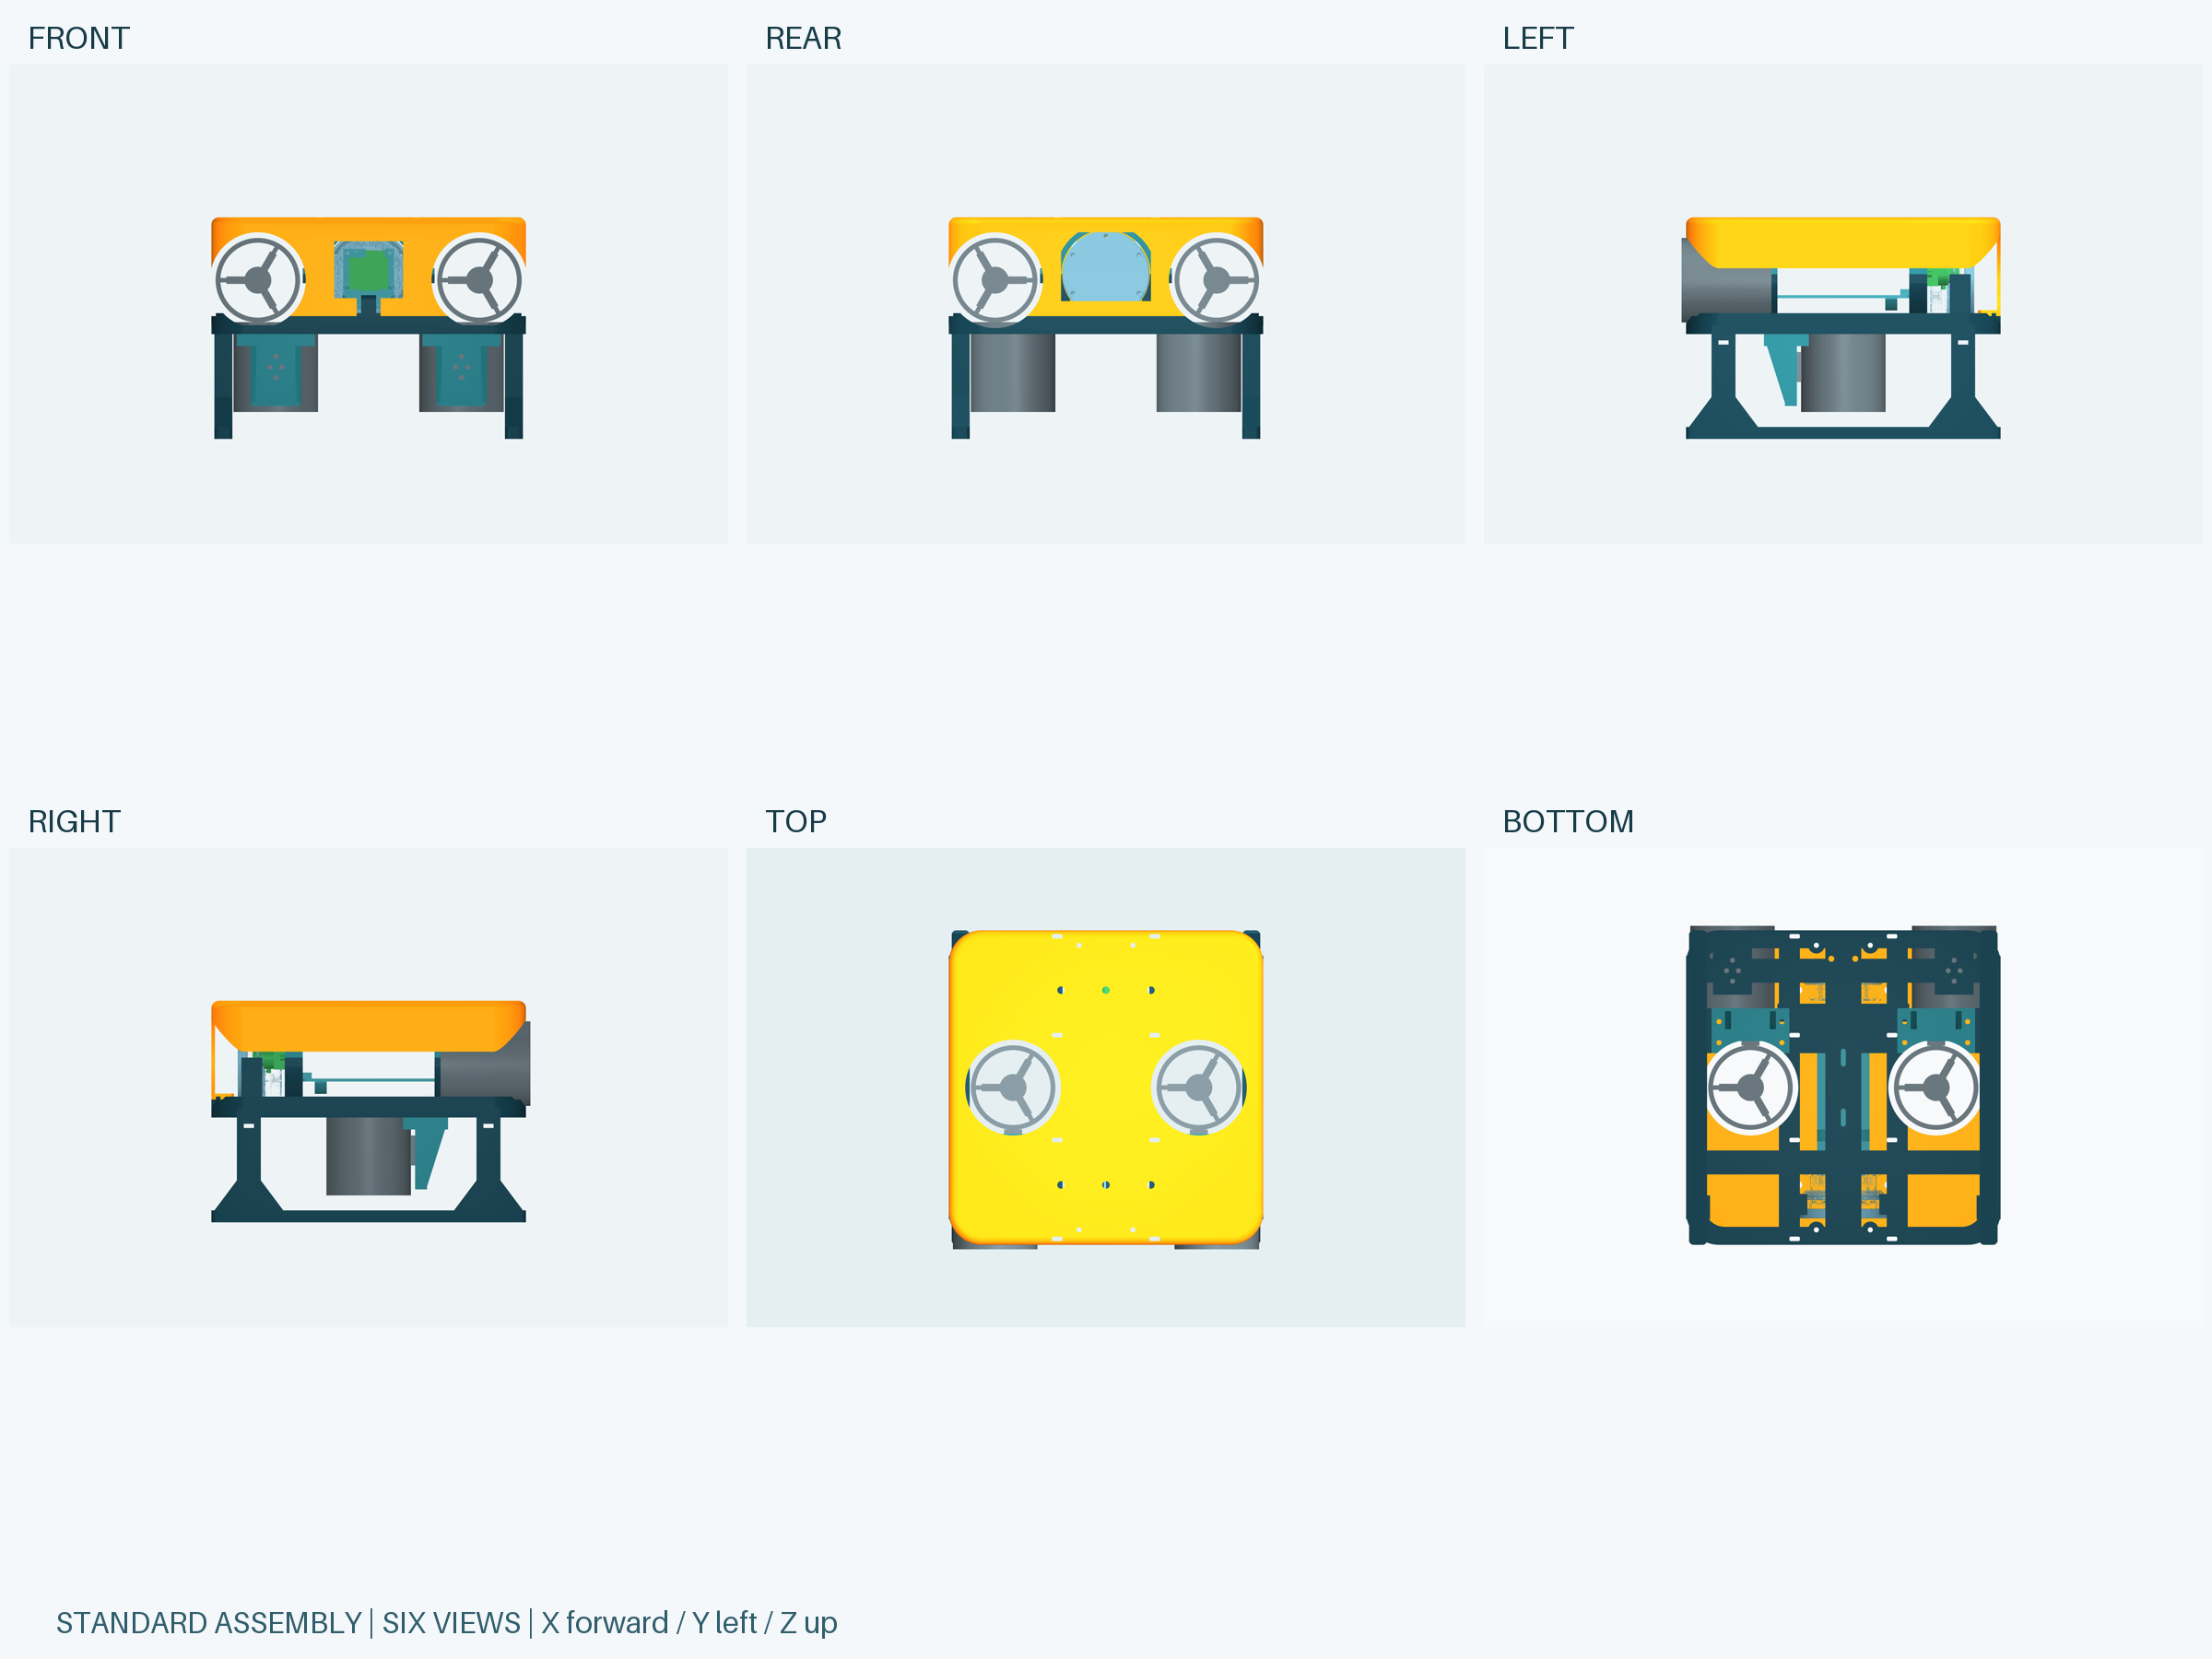 FRONT
REAR
LEFT
RIGHT
TOP
BOTTOM
STANDARD ASSEMBLY | SIX VIEWS | X forward / Y left / Z up